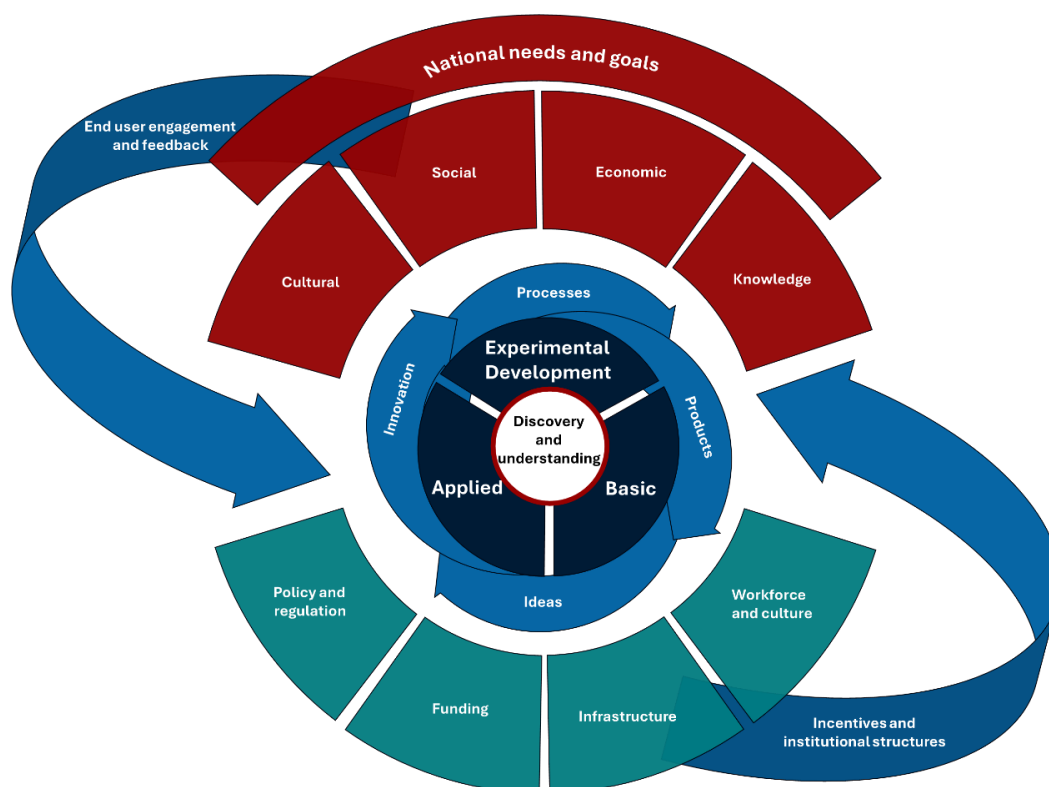 National needs and goals
End user engagement
and feedback
Social
Economic
Cultural
Knowledge
Processes
Experimental
Development
Innovation
Products
Discovery
and
understanding
Applied
Basic
Ideas
Policy and
regulation
Workforce
and culture
Funding
Infrastructure
Incentives and
institutional structures